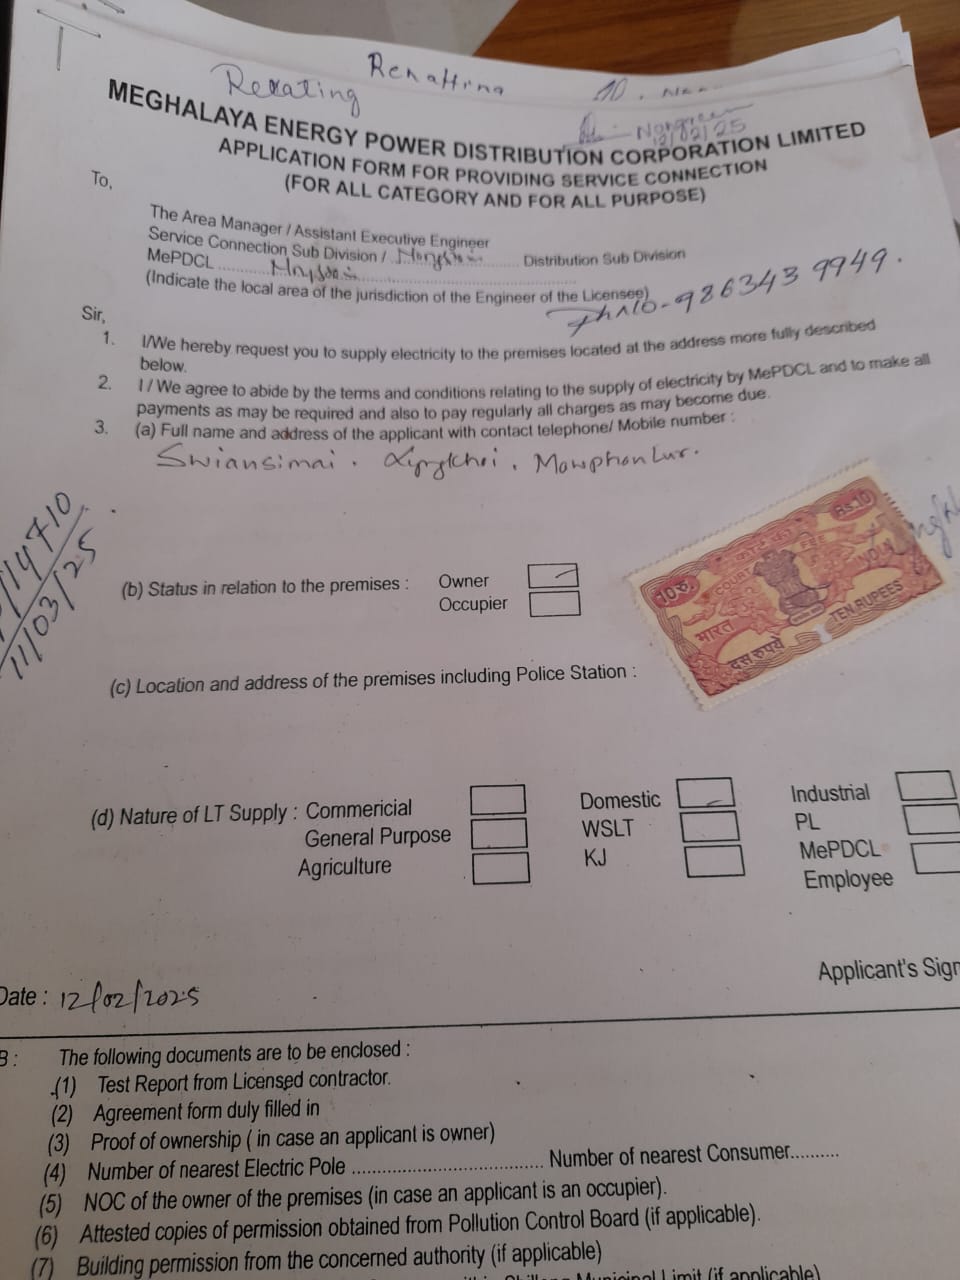 Rexating
Renattina
MEGHALAYA ENERGY POWER DISTRIBUTION CORPORATION LIMITED
APPLICATION FORM FOR PROVIDING SERVICE CONNECTION
(FOR ALL CATEGORY AND FOR ALL PURPOSE)
To,
The Area Manager / Assistant Executive Engineer
Service Connection Sub Division / Distribution Sub Division
MePDCL
(Indicate the local area of the jurisdiction of the Engineer of the Licensee)
Ph No-986343 9949.
Sir,
1. I/We hereby request you to supply electricity to the premises located at the address more fully described
below.
2. I / We agree to abide by the terms and conditions relating to the supply of electricity by MePDCL and to make all
payments as may be required and also to pay regularly all charges as may become due.
3. (a) Full name and address of the applicant with contact telephone/ Mobile number :
Swiansimai.
14710
11/03/25
(b) Status in relation to the premises : Owner
Occupier
COURT FEE
Rs.10
10रु.
भारत INDIA
दस रुपये TEN RUPEES
(c) Location and address of the premises including Police Station :
(d) Nature of LT Supply : Commericial Domestic Industrial
General Purpose WSLT PL
Agriculture KJ MePDCL
Employee
Applicant's Sign
Date : 12/02/2025
B : The following documents are to be enclosed :
(1) Test Report from Licensed contractor.
(2) Agreement form duly filled in
(3) Proof of ownership ( in case an applicant is owner)
(4) Number of nearest Electric Pole .................................. Number of nearest Consumer..........
(5) NOC of the owner of the premises (in case an applicant is an occupier).
(6) Attested copies of permission obtained from Pollution Control Board (if applicable).
(7) Building permission from the concerned authority (if applicable)
Municipal Limit (if applicable)